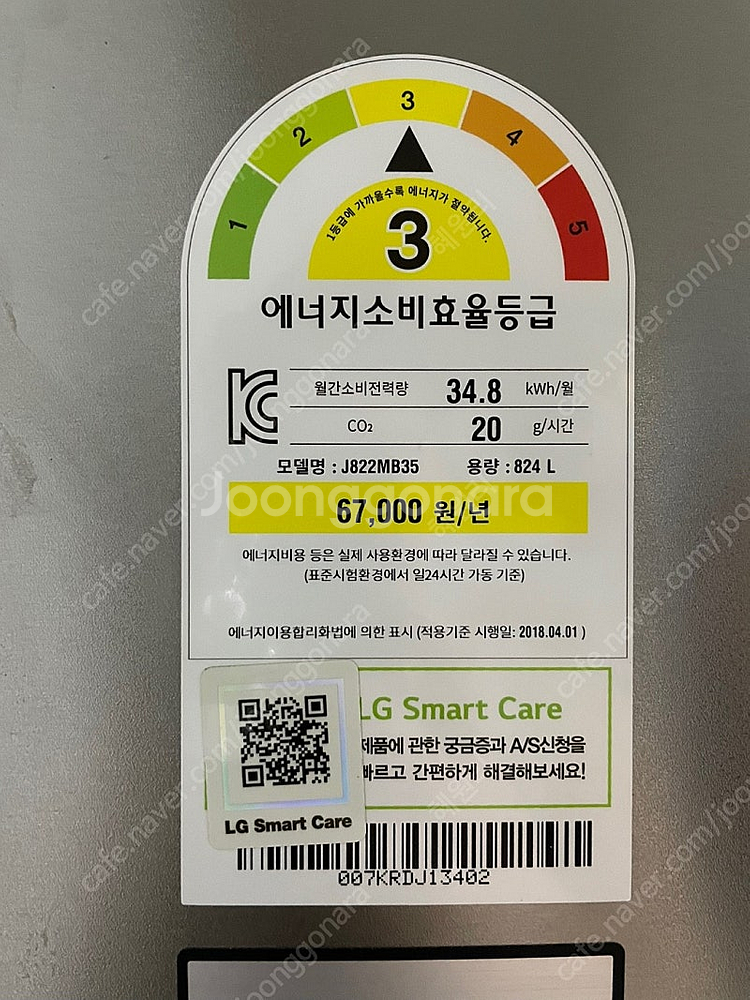 1 2 3 4 5
1등급에 가까울수록 에너지가 절약됩니다.
3
에너지소비효율등급
월간소비전력량 34.8 kWh/월
CO₂ 20 g/시간
모델명 : J822MB35 용량 : 824 L
67,000 원/년
Joonggonara
에너지비용 등은 실제 사용환경에 따라 달라질 수 있습니다.
(표준시험환경에서 일24시간 가동 기준)
에너지이용합리화법에 의한 표시 (적용기준 시행일: 2018.04.01 )
LG Smart Care
제품에 관한 궁금증과 A/S신청을
빠르고 간편하게 해결해보세요!
LG Smart Care
007KRDJ13402
cafe.naver.com/joonggonara